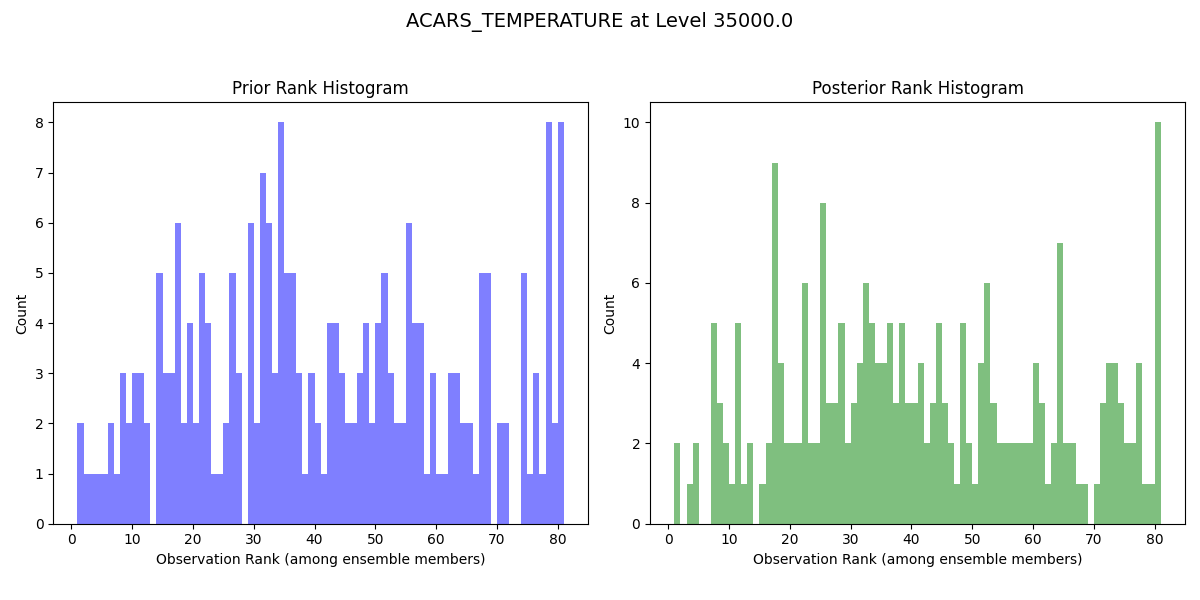 ACARS_TEMPERATURE at Level 35000.0
Prior Rank Histogram
8
7
6
5
4
3
2
1
0
Count
0 10 20 30 40 50 60 70 80
Observation Rank (among ensemble members)
Posterior Rank Histogram
10
8
6
4
2
0
Count
0 10 20 30 40 50 60 70 80
Observation Rank (among ensemble members)